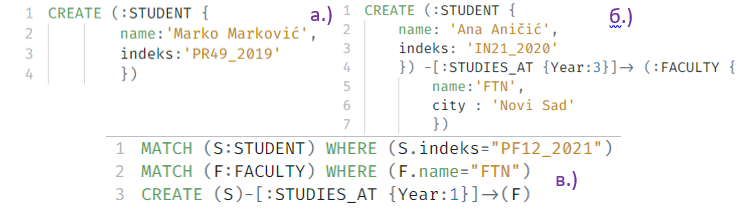 1 CREATE (:STUDENT {
2 name:'Marko Marković',
3 indeks:'PR49_2019'
4 })
а.)
1 CREATE (:STUDENT {
2 name: 'Ana Aničić',
3 indeks: 'IN21_2020'
4 }) -[:STUDIES_AT {Year:3}]→ (:FACULTY {
5 name:'FTN',
6 city : 'Novi Sad'
7 })
б.)
1 MATCH (S:STUDENT) WHERE (S.indeks="PF12_2021")
2 MATCH (F:FACULTY) WHERE (F.name="FTN")
3 CREATE (S)-[:STUDIES_AT {Year:1}]→(F)
в.)